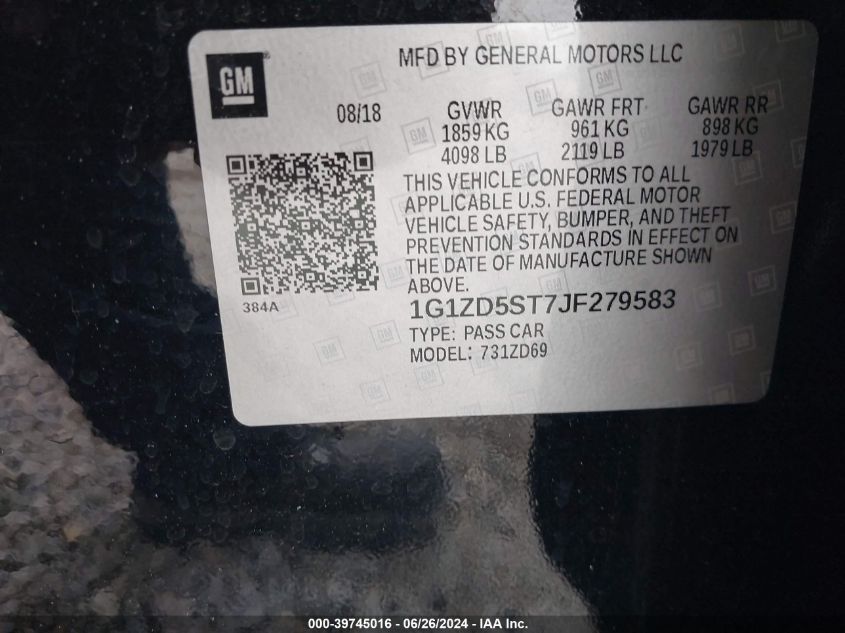 GM
MFD BY GENERAL MOTORS LLC
08/18 GVWR GAWR FRT GAWR RR
1859 KG 961 KG 898 KG
4098 LB 2119 LB 1979 LB
THIS VEHICLE CONFORMS TO ALL
APPLICABLE U.S. FEDERAL MOTOR
VEHICLE SAFETY, BUMPER, AND THEFT
PREVENTION STANDARDS IN EFFECT ON
THE DATE OF MANUFACTURE SHOWN
ABOVE.
384A
1G1ZD5ST7JF279583
TYPE: PASS CAR
MODEL: 731ZD69
000-39745016 - 06/26/2024 - IAA Inc.